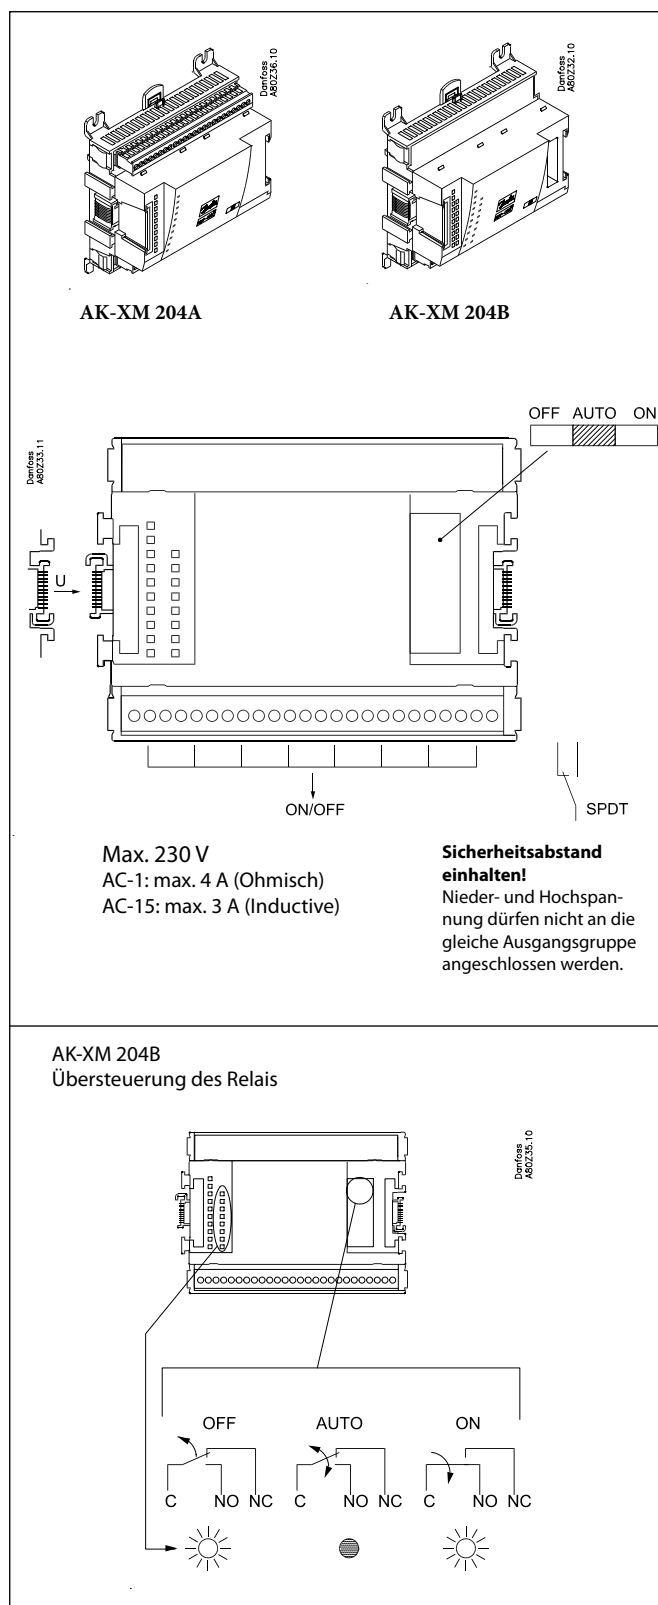 Danfoss
A80Z36.10
Danfoss
A80Z32.10
AK-XM 204A
AK-XM 204B
OFF AUTO ON
Danfoss
A80Z33.11
U
ON/OFF
SPDT
Max. 230 V
AC-1: max. 4 A (Ohmisch)
AC-15: max. 3 A (Inductive)
Sicherheitsabstand
einhalten!
Nieder- und Hochspan-
nung dürfen nicht an die
gleiche Ausgangsgruppe
angeschlossen werden.
AK-XM 204B
Übersteuerung des Relais
Danfoss
A80Z35.10
OFF AUTO ON
C NO NC C NO NC C NO NC